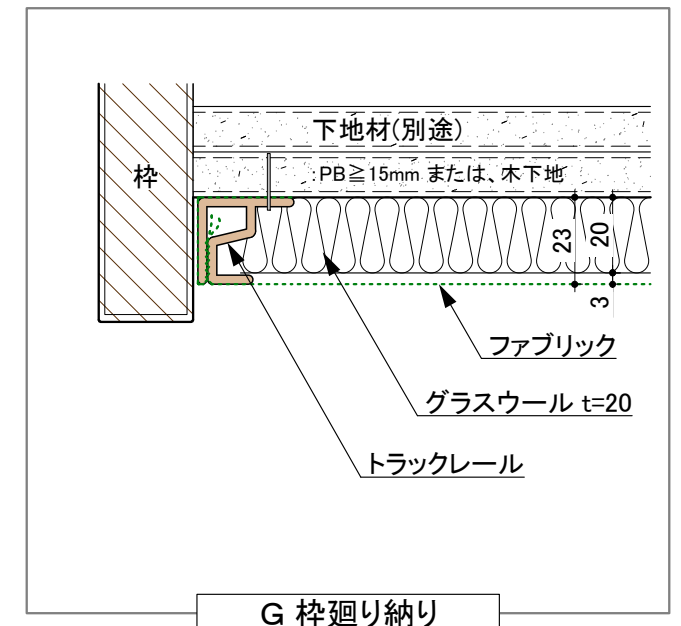 下地材(別途)
枠
:PB≧15mm または、木下地
23
20
3
ファブリック
グラスウール t=20
トラックレール
G 枠廻り納り